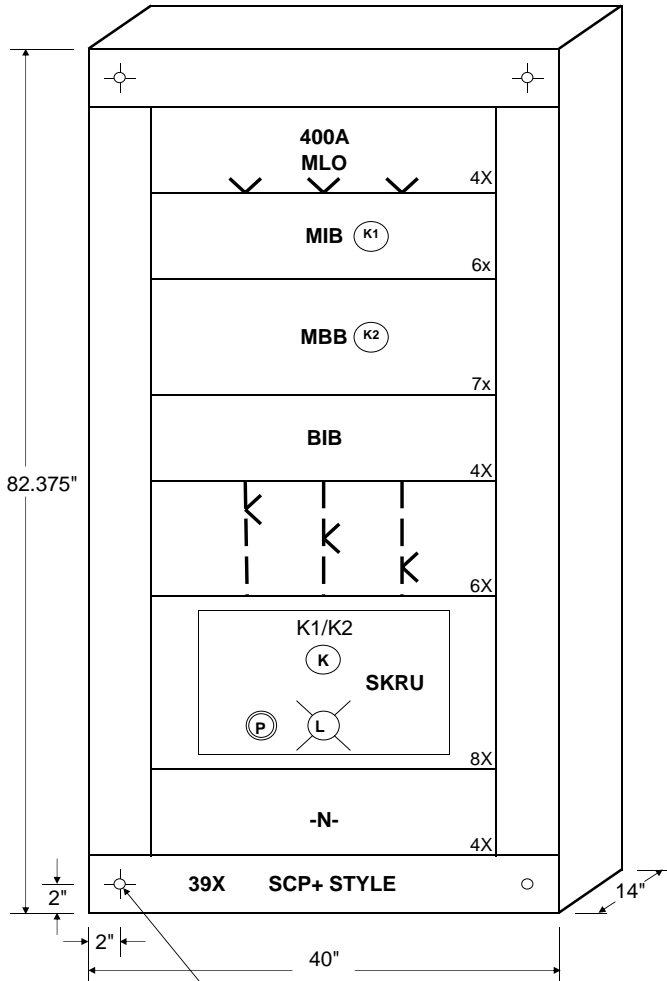 400A
MLO
4X
MIB K1
6x
MBB K2
7x
BIB
4X
82.375"
6X
K1/K2
K
SKRU
P L
8X
-N-
4X
39X SCP+ STYLE
2"
14"
2"
40"